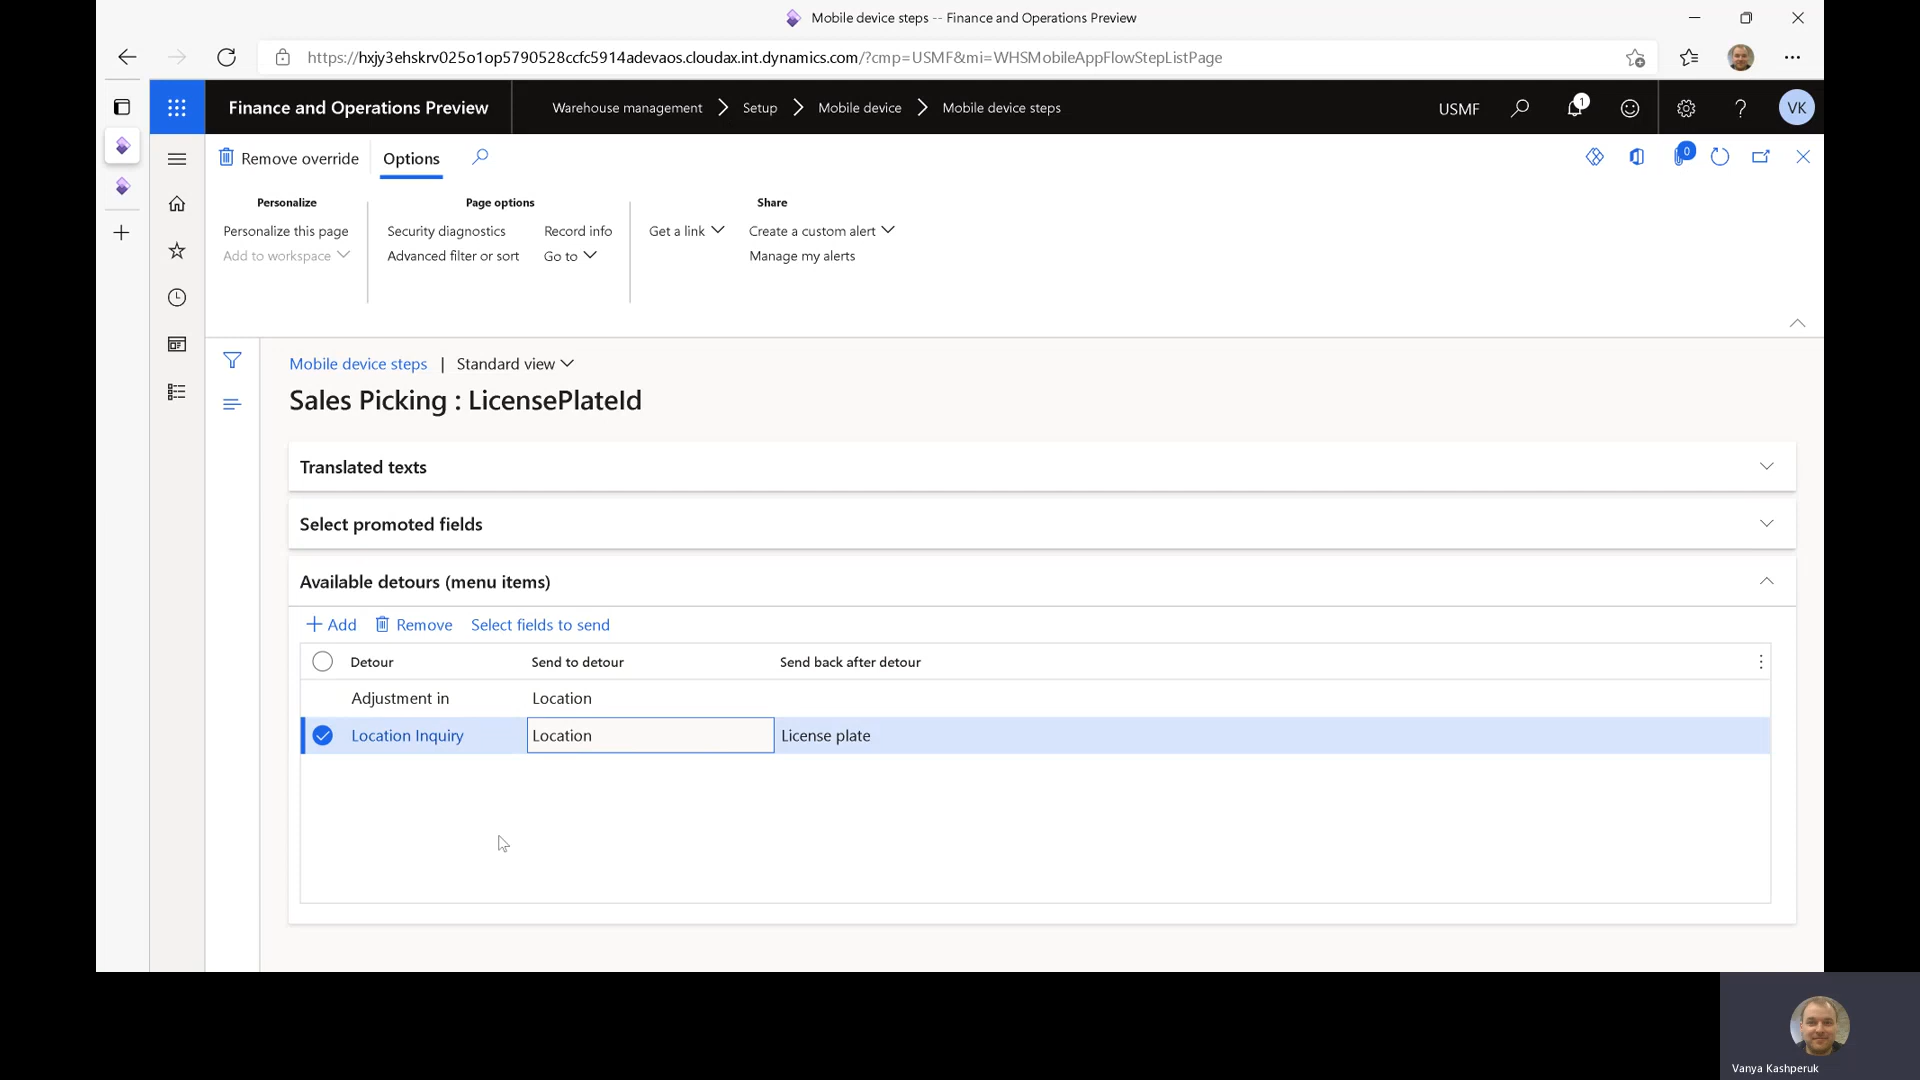 Mobile device steps -- Finance and Operations Preview
https://hxjy3ehskrv025o1op5790528ccfc5914adevaos.cloudax.int.dynamics.com/?cmp=USMF&mi=WHSMobileAppFlowStepListPage
Finance and Operations Preview
Warehouse management > Setup > Mobile device > Mobile device steps
USMF
1
?
VK
Remove override
Options
0
Personalize
Page options
Share
Personalize this page
Security diagnostics
Record info
Get a link
Create a custom alert
Add to workspace
Advanced filter or sort
Go to
Manage my alerts
Mobile device steps | Standard view
Sales Picking : LicensePlateId
Translated texts
Select promoted fields
Available detours (menu items)
+ Add
Remove
Select fields to send
Detour
Send to detour
Send back after detour
Adjustment in
Location
Location Inquiry
Location
License plate
Vanya Kashperuk